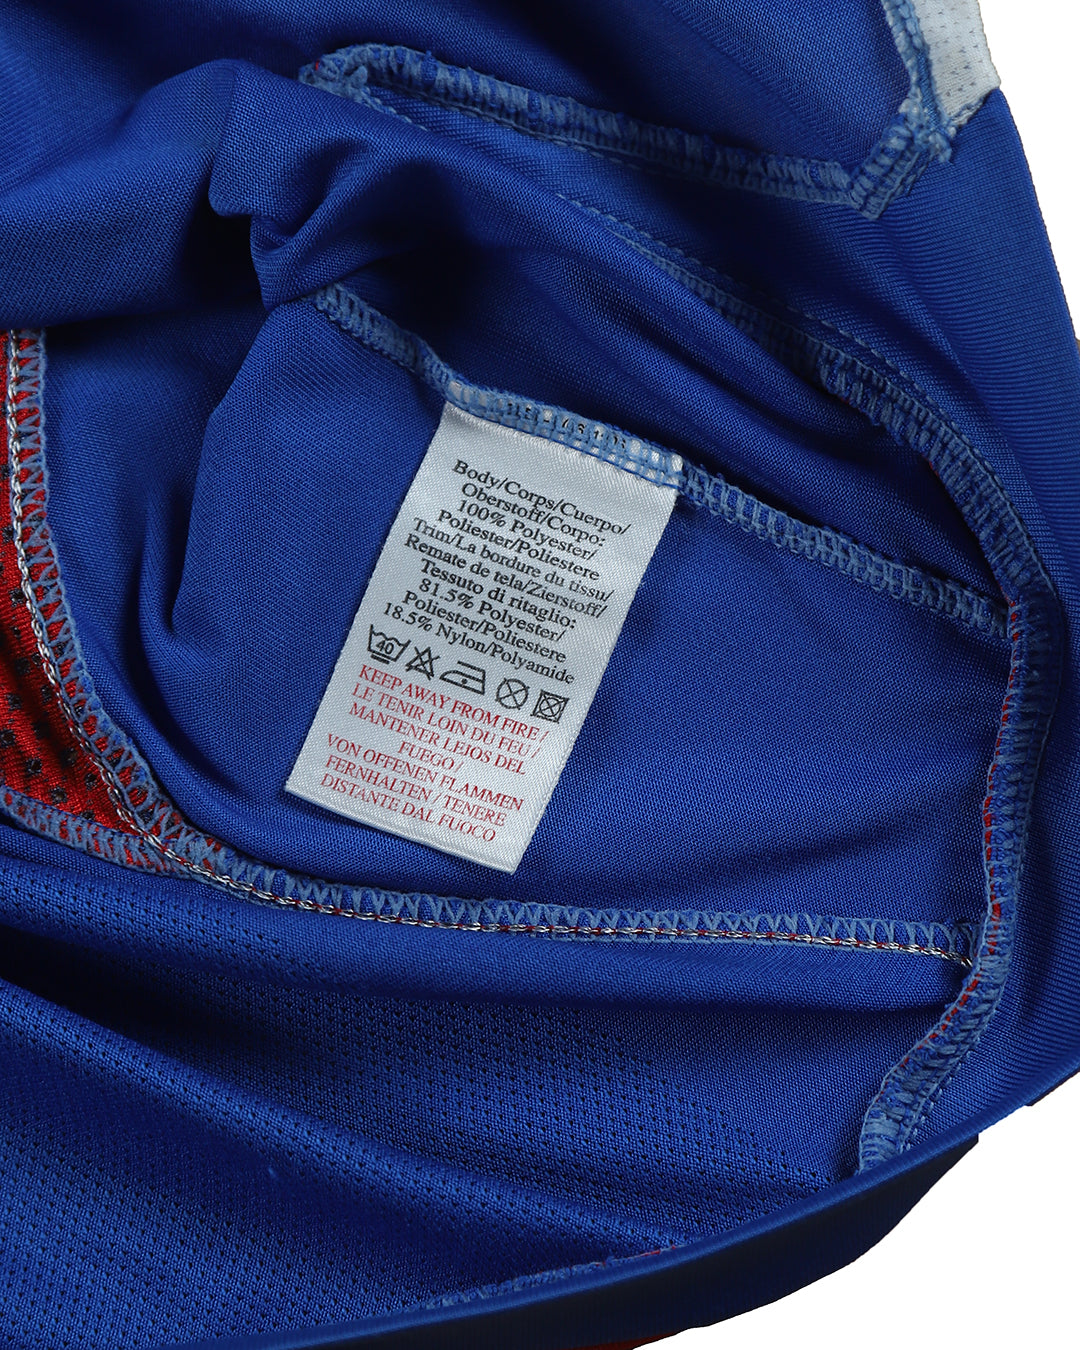 Body/Corps/Cuerpo/
Oberstoff/Corpo:
100% Polyester/
Poliester/Poliestere
Trim/La bordure du tissu/
Remate de tela/Zierstoff/
Tessuto di ritaglio:
81.5% Polyester/
Poliester/Poliestere
18.5% Nylon/Polyamide
40
KEEP AWAY FROM FIRE /
LE TENIR LOIN DU FEU /
MANTENER LEJOS DEL
FUEGO /
VON OFFENEN FLAMMEN
FERNHALTEN / TENERE
DISTANTE DAL FUOCO